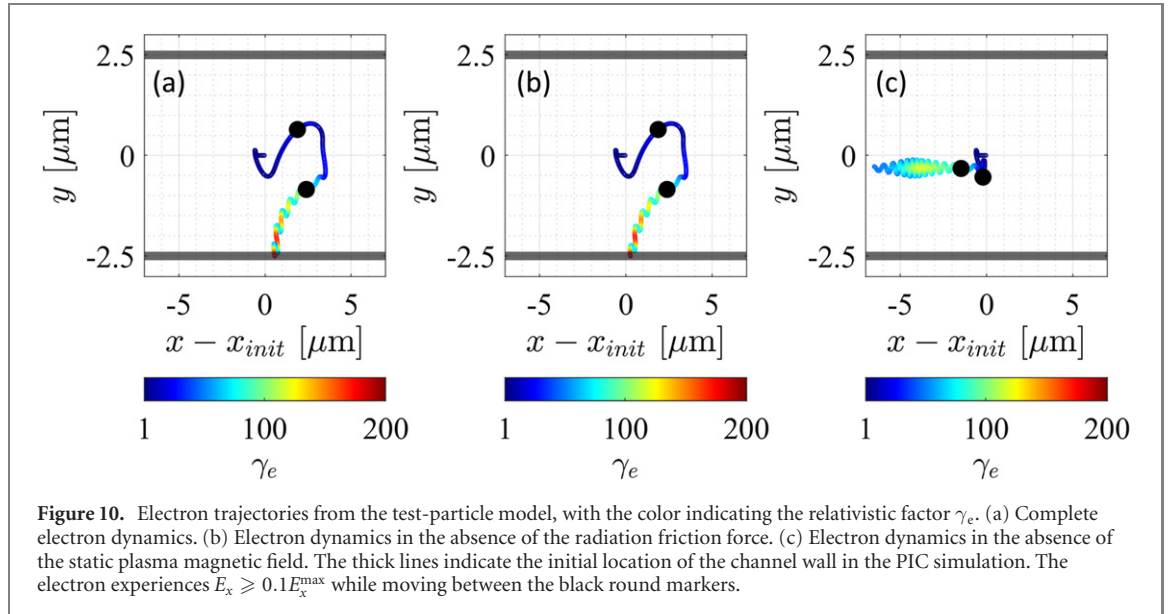 (a)
2.5
0
-2.5
y [μm]
-5 0 5
x − x_init [μm]
1 100 200
γ_e
(b)
2.5
0
-2.5
y [μm]
-5 0 5
x − x_init [μm]
1 100 200
γ_e
(c)
2.5
0
-2.5
y [μm]
-5 0 5
x − x_init [μm]
1 100 200
γ_e
Figure 10. Electron trajectories from the test-particle model, with the color indicating the relativistic factor γ_e. (a) Complete
electron dynamics. (b) Electron dynamics in the absence of the radiation friction force. (c) Electron dynamics in the absence of
the static plasma magnetic field. The thick lines indicate the initial location of the channel wall in the PIC simulation. The
electron experiences E_x ⩾ 0.1E_x^max while moving between the black round markers.